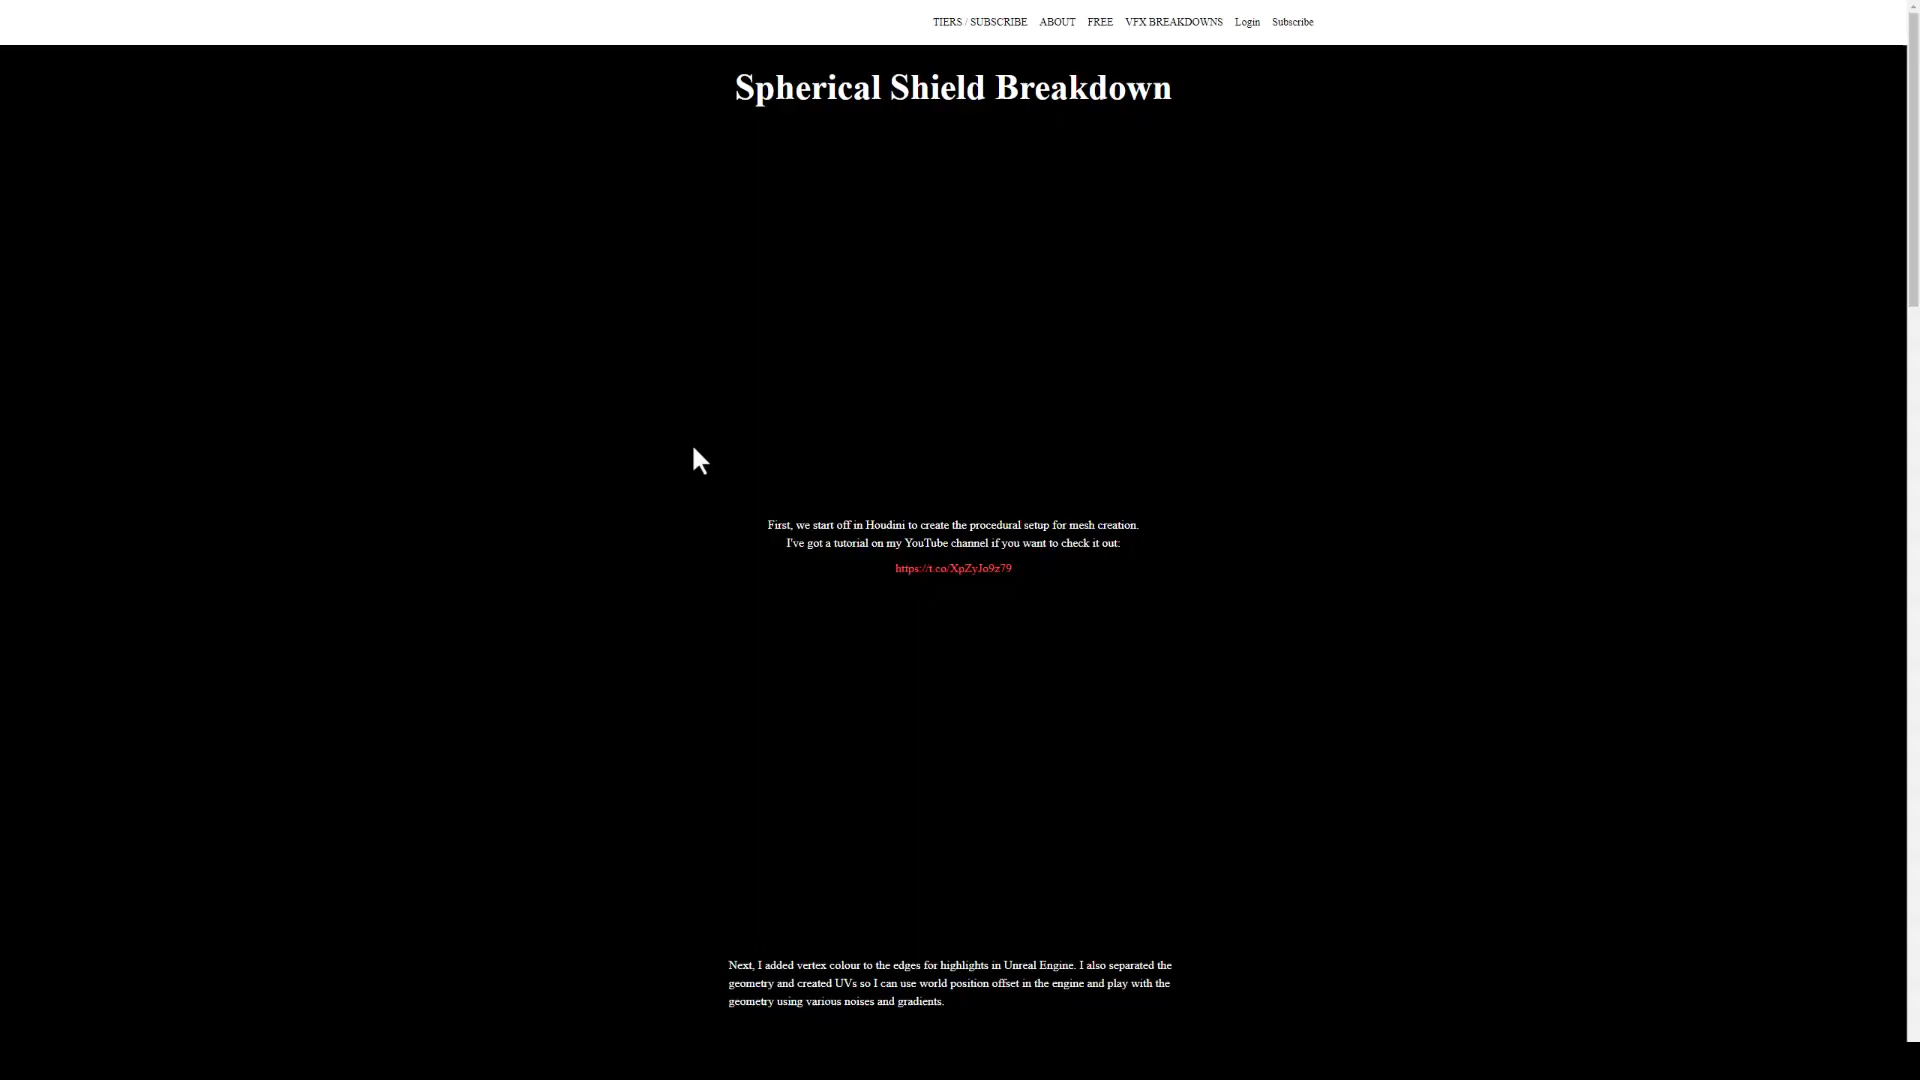 TIERS / SUBSCRIBE ABOUT FREE VFX BREAKDOWNS Login Subscribe
Spherical Shield Breakdown
First, we start off in Houdini to create the procedural setup for mesh creation.
I've got a tutorial on my YouTube channel if you want to check it out:
https://t.co/XpZyJo9z79
Next, I added vertex colour to the edges for highlights in Unreal Engine. I also separated the
geometry and created UVs so I can use world position offset in the engine and play with the
geometry using various noises and gradients.